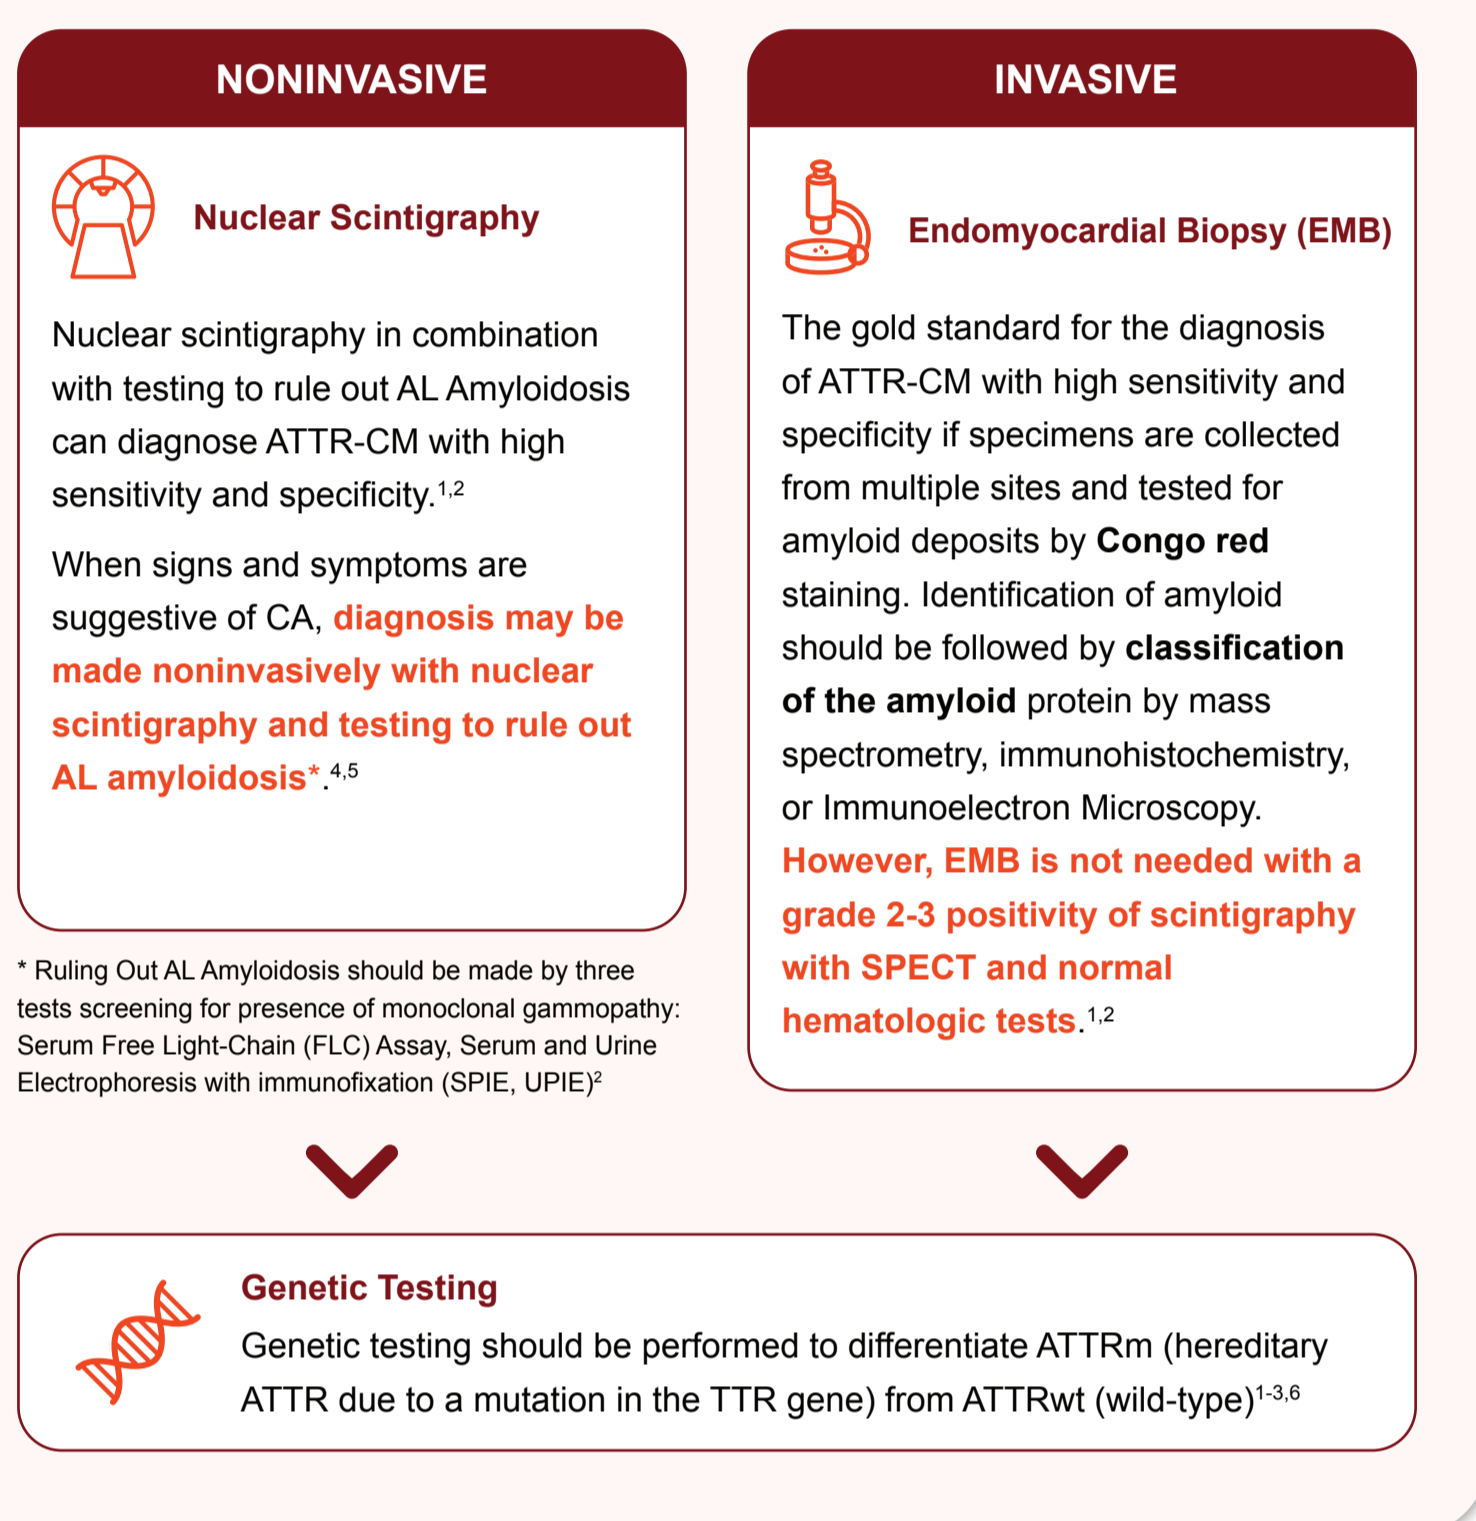 NONINVASIVE
Nuclear Scintigraphy
Nuclear scintigraphy in combination
with testing to rule out AL Amyloidosis
can diagnose ATTR-CM with high
sensitivity and specificity.1,2
When signs and symptoms are
suggestive of CA, diagnosis may be
made noninvasively with nuclear
scintigraphy and testing to rule out
AL amyloidosis*.4,5
* Ruling Out AL Amyloidosis should be made by three
tests screening for presence of monoclonal gammopathy:
Serum Free Light-Chain (FLC) Assay, Serum and Urine
Electrophoresis with immunofixation (SPIE, UPIE)2
INVASIVE
Endomyocardial Biopsy (EMB)
The gold standard for the diagnosis
of ATTR-CM with high sensitivity and
specificity if specimens are collected
from multiple sites and tested for
amyloid deposits by Congo red
staining. Identification of amyloid
should be followed by classification
of the amyloid protein by mass
spectrometry, immunohistochemistry,
or Immunoelectron Microscopy.
However, EMB is not needed with a
grade 2-3 positivity of scintigraphy
with SPECT and normal
hematologic tests.1,2
Genetic Testing
Genetic testing should be performed to differentiate ATTRm (hereditary
ATTR due to a mutation in the TTR gene) from ATTRwt (wild-type)1-3,6